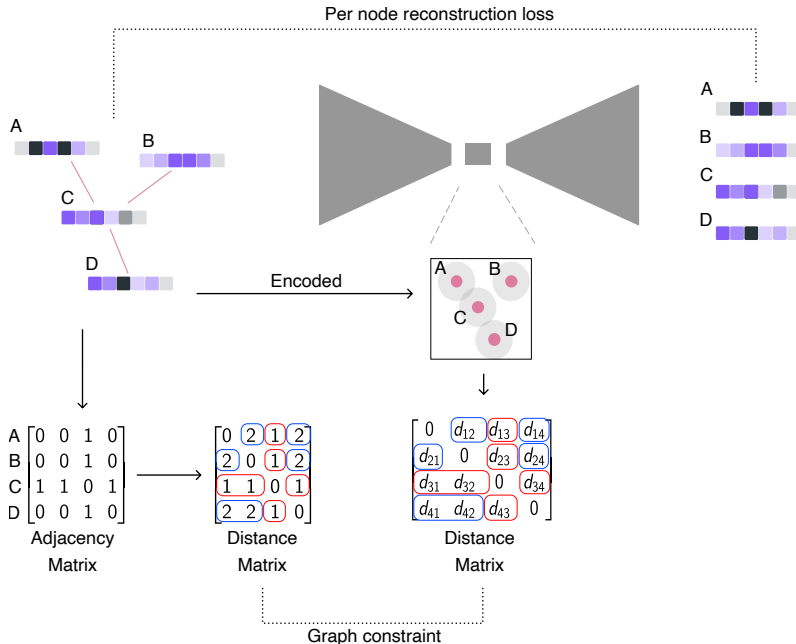 Per node reconstruction loss
A
B
C
D
A
B
C
D
Encoded
A
B
C
D
A 0 0 1 0
B 0 0 1 0
C 1 1 0 1
D 0 0 1 0
Adjacency
Matrix
0 2 1 2
2 0 1 2
1 1 0 1
2 2 1 0
Distance
Matrix
0 d12 d13 d14
d21 0 d23 d24
d31 d32 0 d34
d41 d42 d43 0
Distance
Matrix
Graph constraint